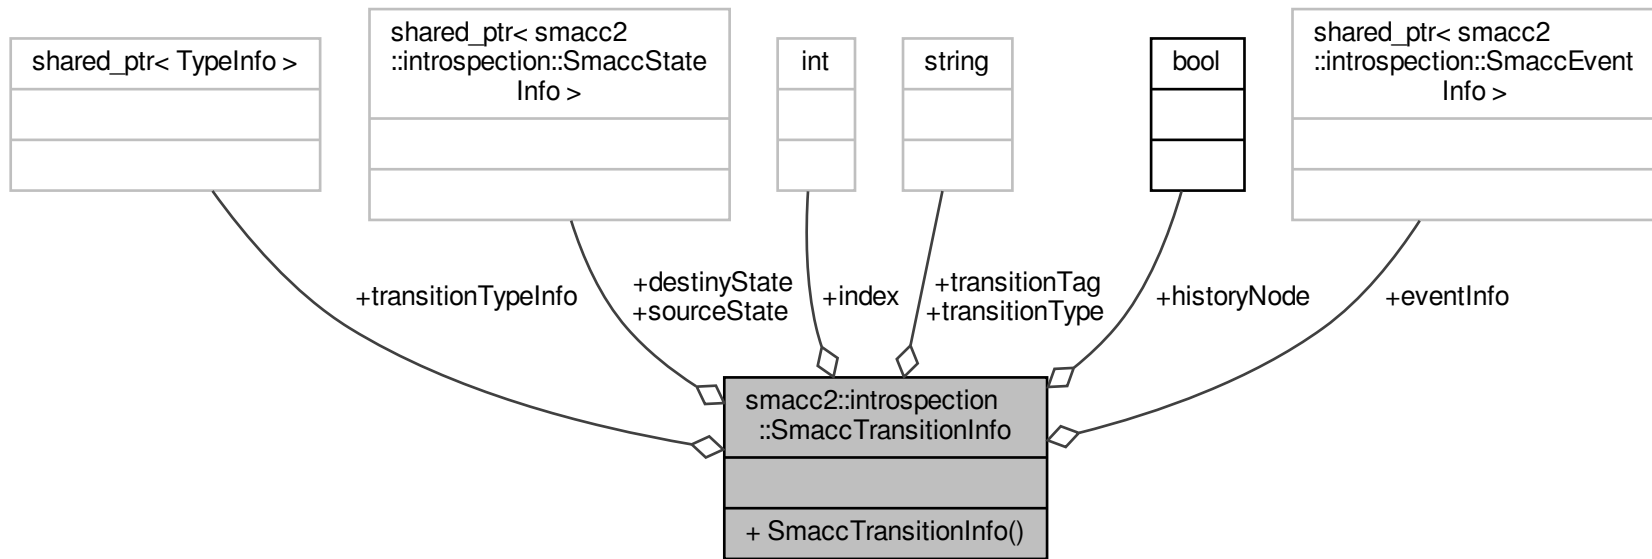 shared_ptr< TypeInfo >
shared_ptr< smacc2
::introspection::SmaccState
Info >
int
string
bool
shared_ptr< smacc2
::introspection::SmaccEvent
Info >
+transitionTypeInfo
+destinyState
+sourceState
+index
+transitionTag
+transitionType
+historyNode
+eventInfo
smacc2::introspection
::SmaccTransitionInfo
+ SmaccTransitionInfo()